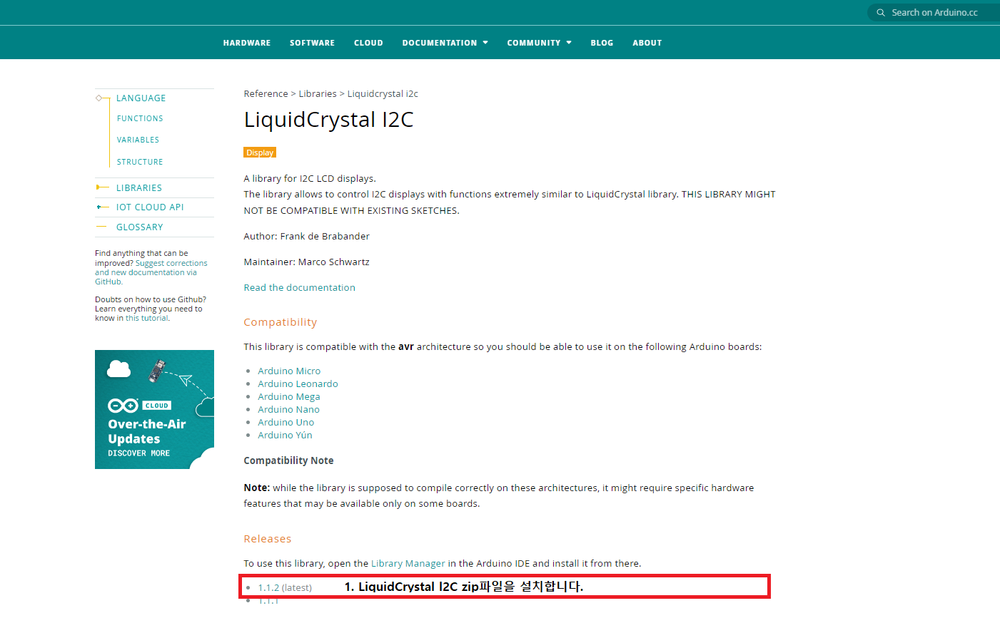 Search on Arduino.cc
HARDWARE SOFTWARE CLOUD DOCUMENTATION COMMUNITY BLOG ABOUT
LANGUAGE
FUNCTIONS
VARIABLES
STRUCTURE
LIBRARIES
IOT CLOUD API
GLOSSARY
Find anything that can be
improved? Suggest corrections
and new documentation via
GitHub.
Doubts on how to use Github?
Learn everything you need to
know in this tutorial.
CLOUD
Over-the-Air
Updates
DISCOVER MORE
Reference > Libraries > Liquidcrystal i2c
LiquidCrystal I2C
Display
A library for I2C LCD displays.
The library allows to control I2C displays with functions extremely similar to LiquidCrystal library. THIS LIBRARY MIGHT
NOT BE COMPATIBLE WITH EXISTING SKETCHES.
Author: Frank de Brabander
Maintainer: Marco Schwartz
Read the documentation
Compatibility
This library is compatible with the avr architecture so you should be able to use it on the following Arduino boards:
Arduino Micro
Arduino Leonardo
Arduino Mega
Arduino Nano
Arduino Uno
Arduino Yún
Compatibility Note
Note: while the library is supposed to compile correctly on these architectures, it might require specific hardware
features that may be available only on some boards.
Releases
To use this library, open the Library Manager in the Arduino IDE and install it from there.
1.1.2 (latest) 1. LiquidCrystal I2C zip파일을 설치합니다.
1.1.1